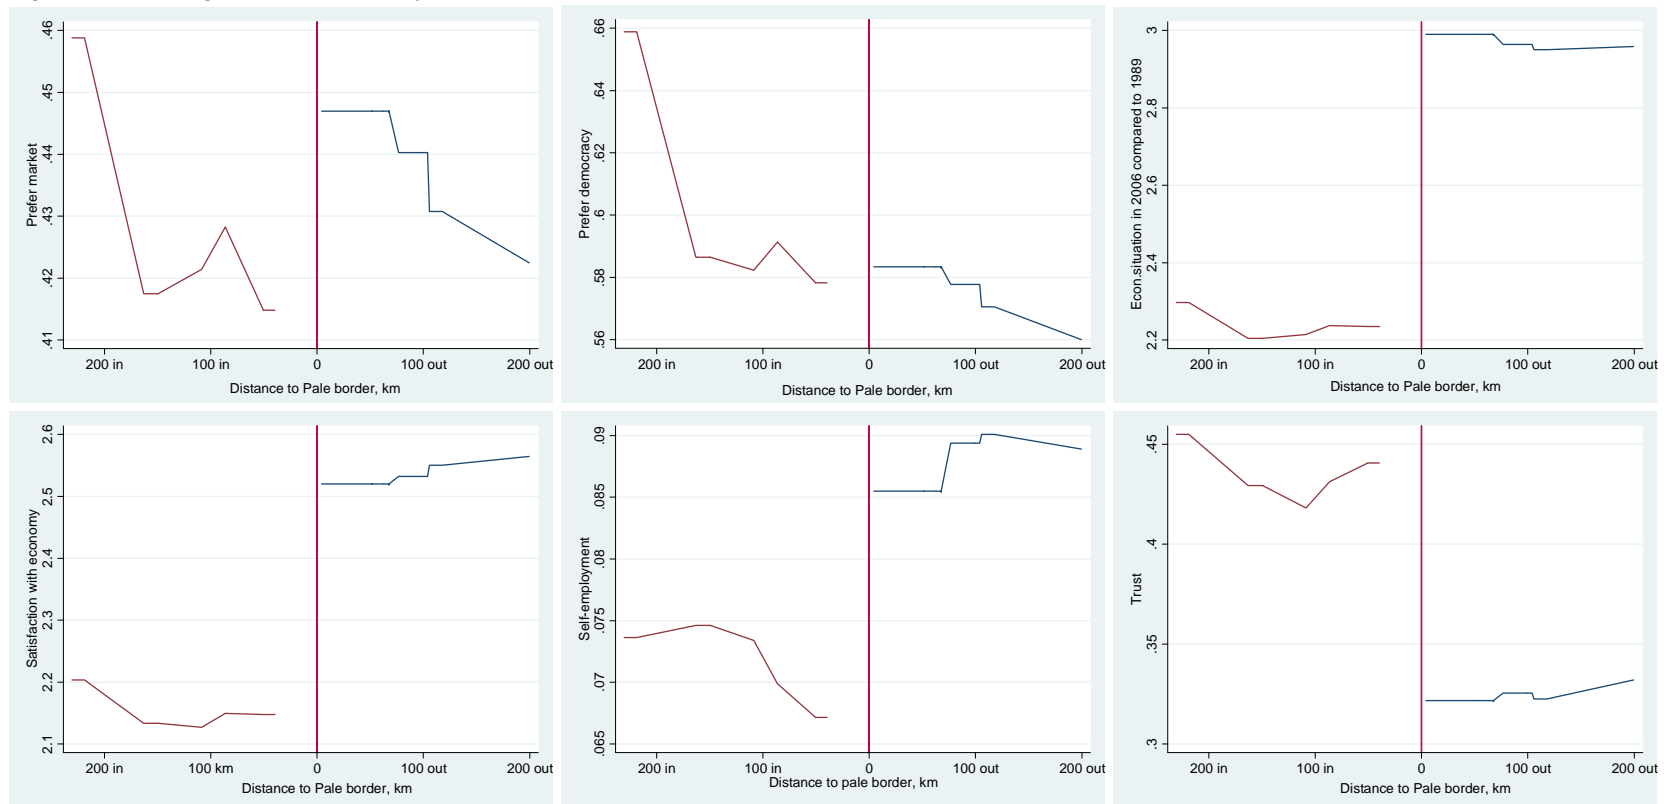 Prefer market
.46
.45
.44
.43
.42
.41
200 in 100 in 0 100 out 200 out
Distance to Pale border, km
Prefer democracy
.66
.64
.62
.6
.58
.56
200 in 100 in 0 100 out 200 out
Distance to Pale border, km
Econ.situation in 2006 compared to 1989
3
2.8
2.6
2.4
2.2
200 in 100 in 0 100 out 200 out
Distance to Pale border, km
Satisfaction with economy
2.6
2.5
2.4
2.3
2.2
2.1
200 in 100 km 0 100 out 200 out
Distance to Pale border, km
Self-employment
.09
.085
.08
.075
.07
.065
200 in 100 in 0 100 out 200 out
Distance to pale border, km
Trust
.45
.4
.35
.3
200 in 100 in 0 100 out 200 out
Distance to Pale border, km